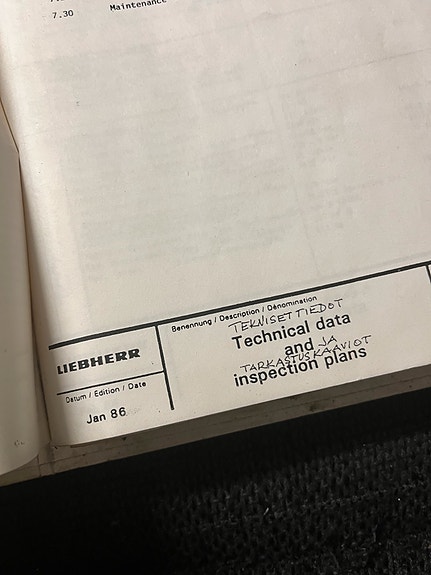 7.30 Maintenance
Benennung / Description / Dénomination
TEKNISET TIEDOT
Technical data
and JA
TARKASTUSKAAVIOT
inspection plans
LIEBHERR
Datum / Edition / Date
Jan 86